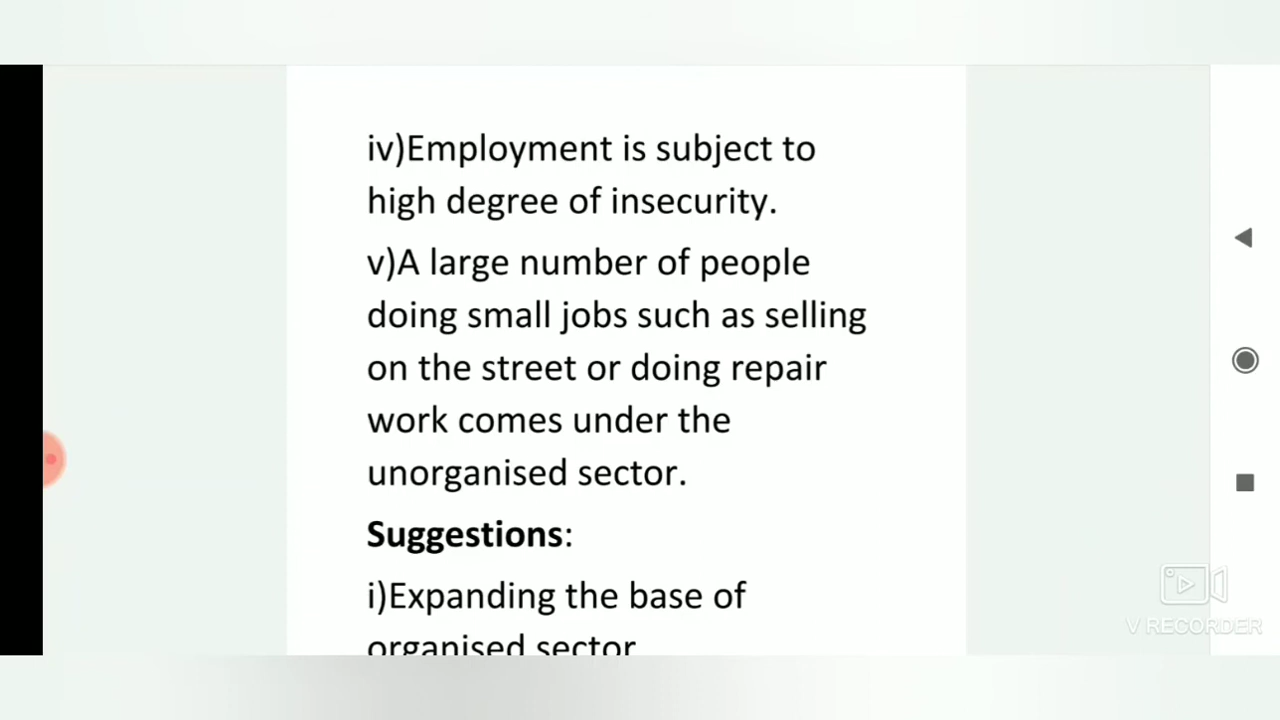 iv)Employment is subject to
high degree of insecurity.
v)A large number of people
doing small jobs such as selling
on the street or doing repair
work comes under the
unorganised sector.
Suggestions:
i)Expanding the base of
organised sector
V RECORDER